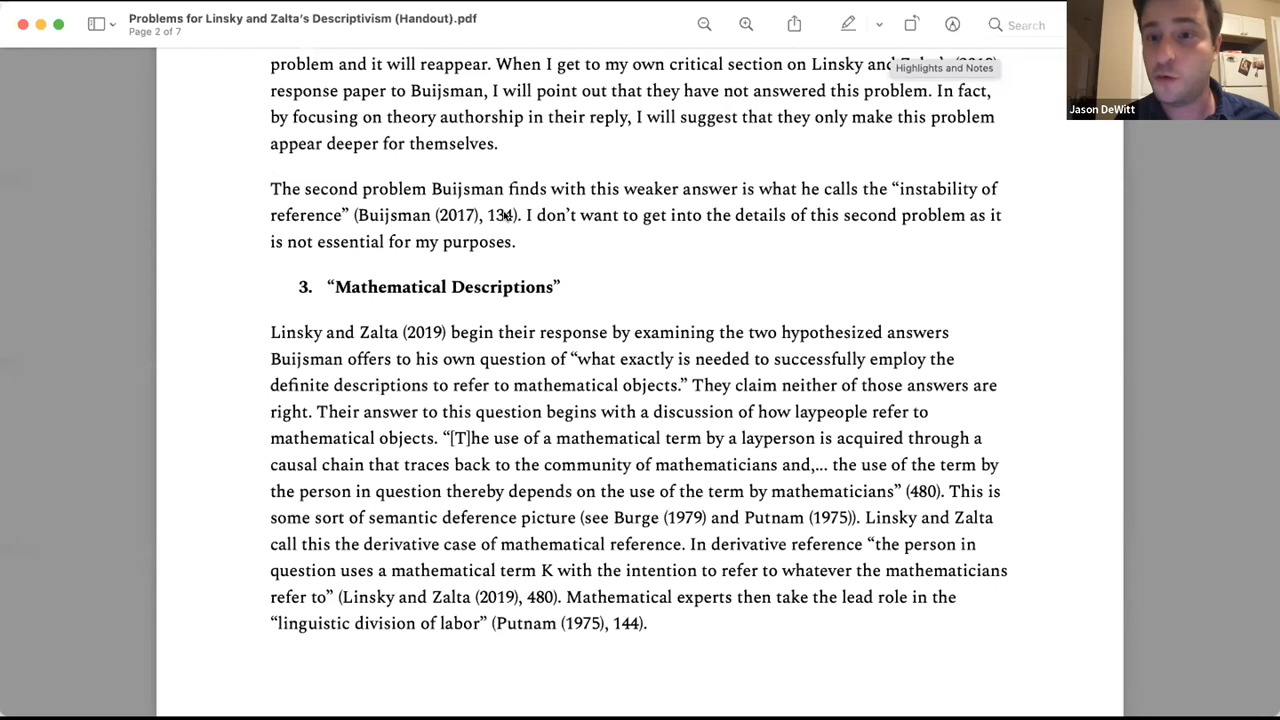 Problems for Linsky and Zalta's Descriptivism (Handout).pdf
Page 2 of 7
Search
Highlights and Notes
Jason DeWitt
problem and it will reappear. When I get to my own critical section on Linsky and
response paper to Buijsman, I will point out that they have not answered this problem. In fact,
by focusing on theory authorship in their reply, I will suggest that they only make this problem
appear deeper for themselves.
The second problem Buijsman finds with this weaker answer is what he calls the “instability of
reference” (Buijsman (2017), 134). I don’t want to get into the details of this second problem as it
is not essential for my purposes.
3. “Mathematical Descriptions”
Linsky and Zalta (2019) begin their response by examining the two hypothesized answers
Buijsman offers to his own question of “what exactly is needed to successfully employ the
definite descriptions to refer to mathematical objects.” They claim neither of those answers are
right. Their answer to this question begins with a discussion of how laypeople refer to
mathematical objects. “[T]he use of a mathematical term by a layperson is acquired through a
causal chain that traces back to the community of mathematicians and,... the use of the term by
the person in question thereby depends on the use of the term by mathematicians” (480). This is
some sort of semantic deference picture (see Burge (1979) and Putnam (1975)). Linsky and Zalta
call this the derivative case of mathematical reference. In derivative reference “the person in
question uses a mathematical term K with the intention to refer to whatever the mathematicians
refer to” (Linsky and Zalta (2019), 480). Mathematical experts then take the lead role in the
“linguistic division of labor” (Putnam (1975), 144).